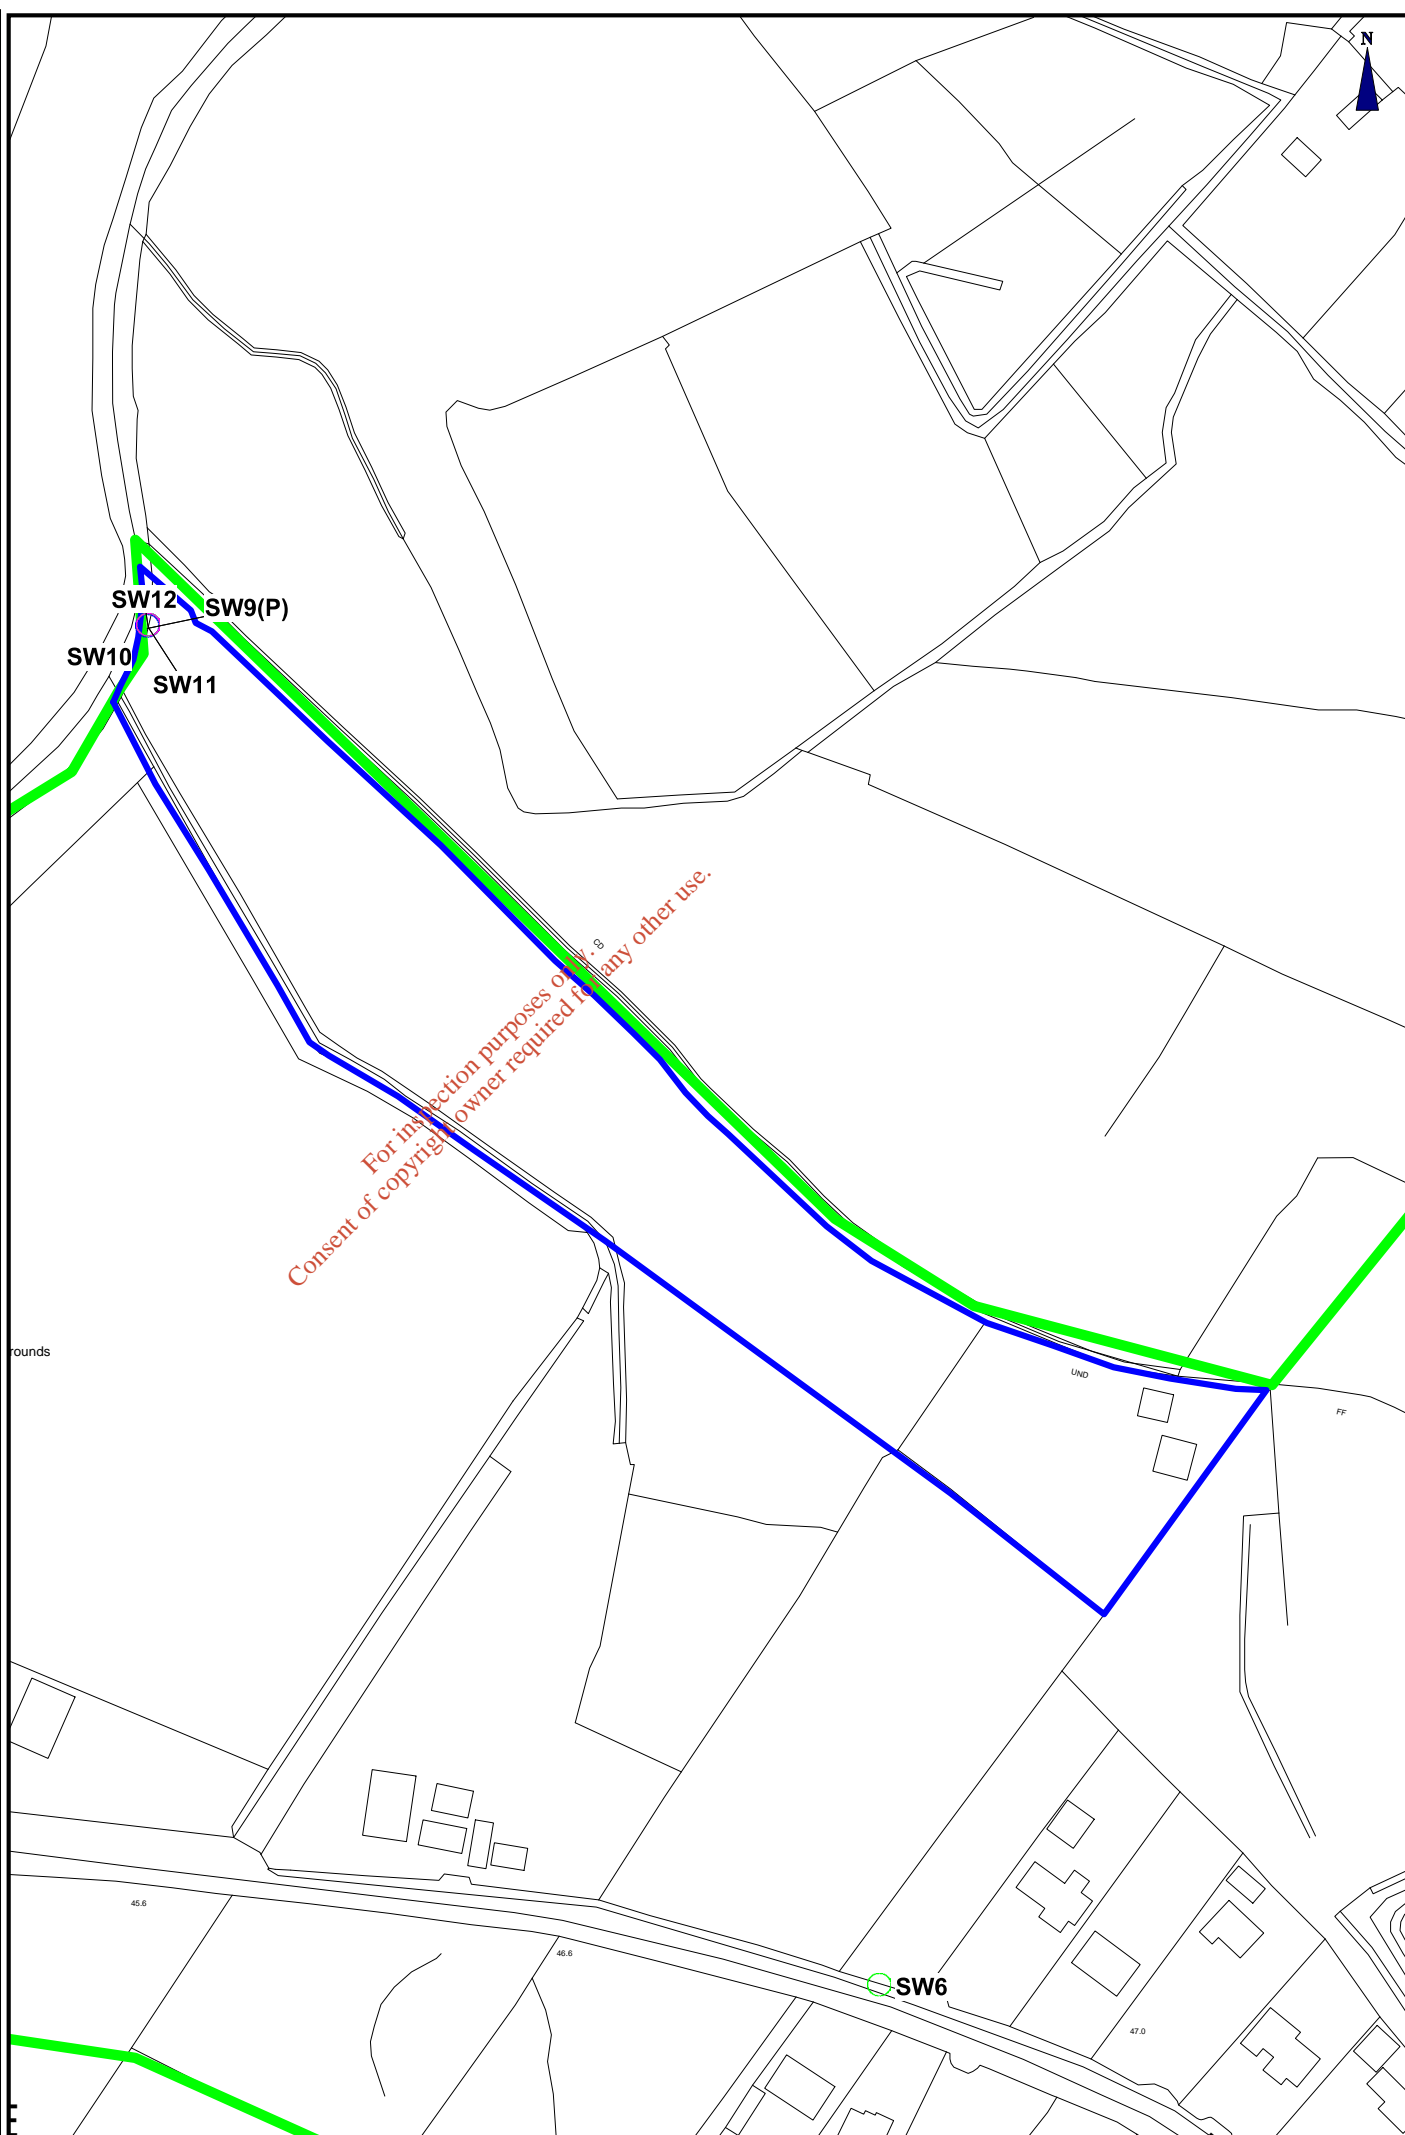 N
SW12
SW9(P)
SW10
SW11
CD
For inspection purposes only.
Consent of copyright owner required for any other use.
rounds
UND
FF
45.6
46.6
SW6
47.0
E